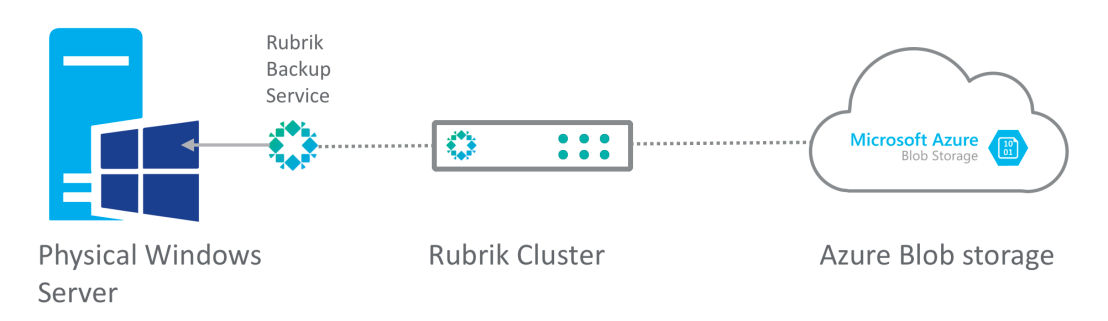 Rubrik
Backup
Service
Microsoft Azure
Blob Storage
10
01
Physical Windows
Server
Rubrik Cluster
Azure Blob storage